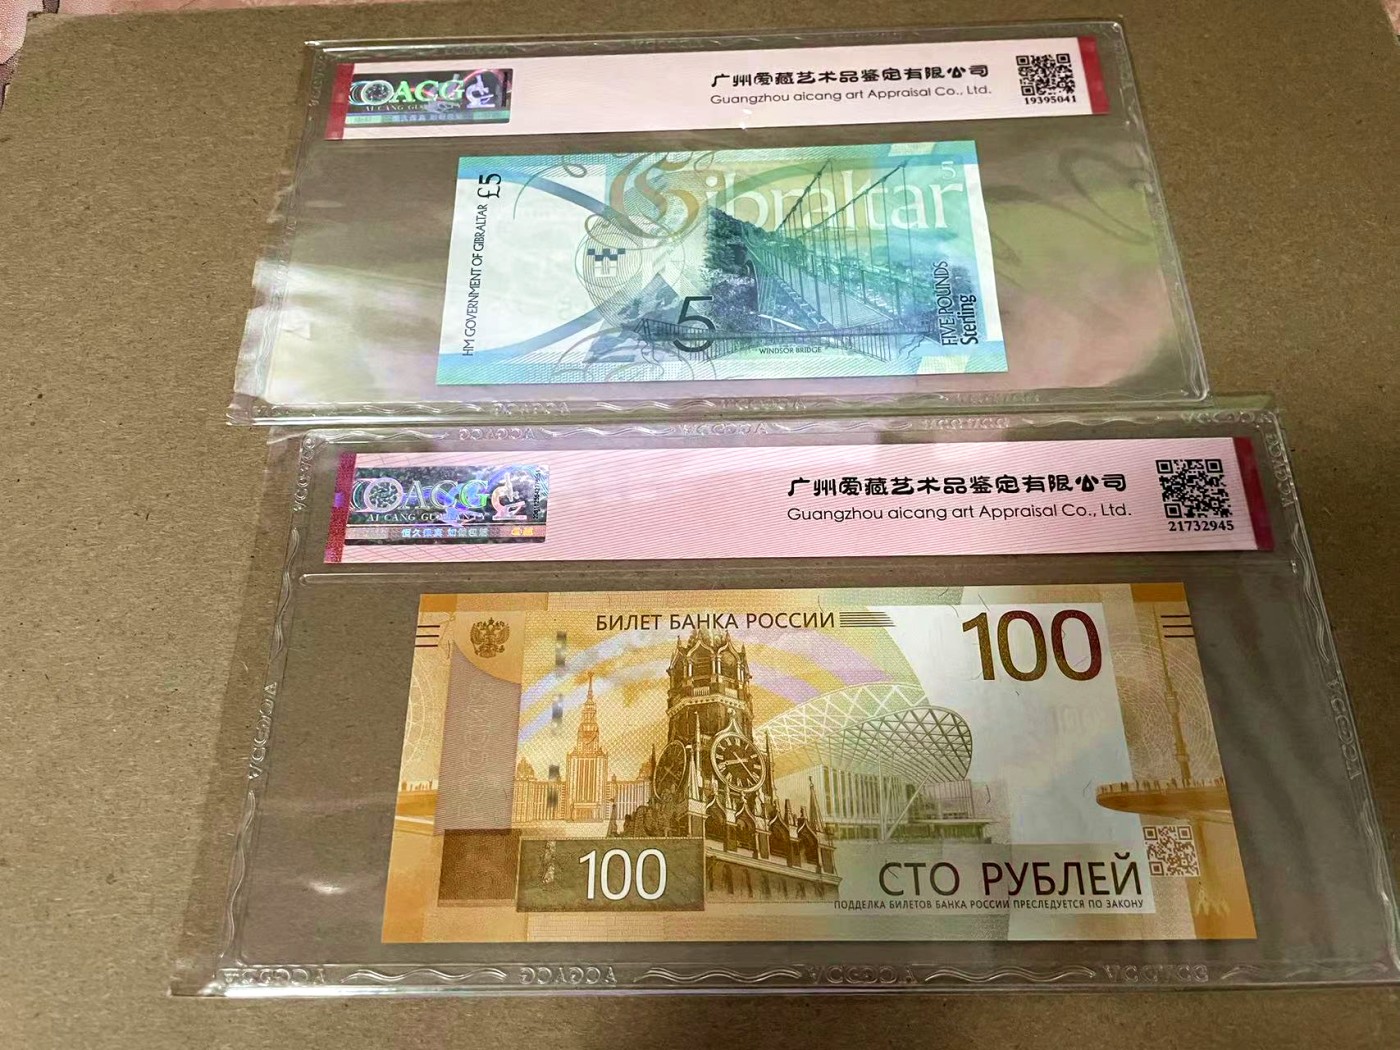 ACG
广州爱藏艺术品鉴定有限公司
Guangzhou aicang art Appraisal Co., Ltd.
19395041
HM GOVERNMENT OF GIBRALTAR £5
Gibraltar
5
5
WINDSOR BRIDGE
FIVE POUNDS
Sterling
ACG
AI CANG
广州爱藏艺术品鉴定有限公司
Guangzhou aicang art Appraisal Co., Ltd.
21732945
БИЛЕТ БАНКА РОССИИ
100
100
СТО РУБЛЕЙ
ПОДДЕЛКА БИЛЕТОВ БАНКА РОССИИ ПРЕСЛЕДУЕТСЯ ПО ЗАКОНУ